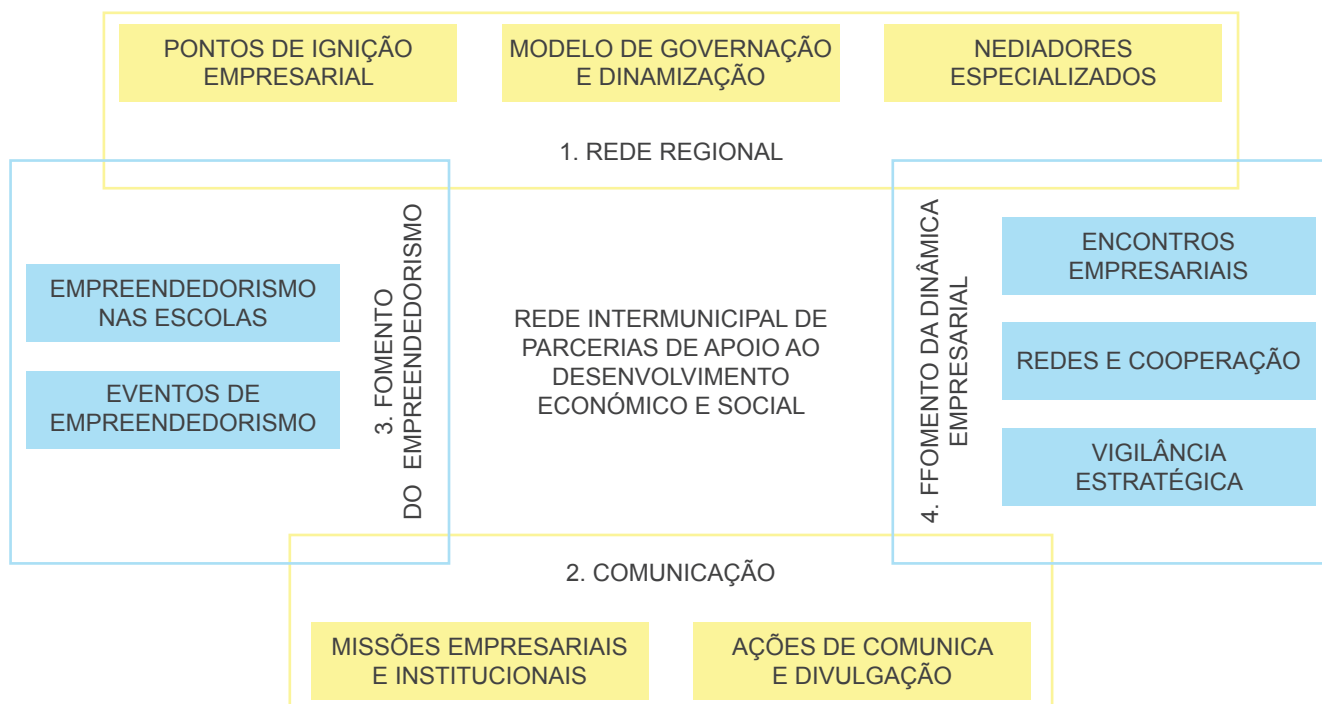 PONTOS DE IGNIÇÃO
EMPRESARIAL
MODELO DE GOVERNAÇÃO
E DINAMIZAÇÃO
NEDIADORES
ESPECIALIZADOS
1. REDE REGIONAL
EMPREENDEDORISMO
NAS ESCOLAS
EVENTOS DE
EMPREENDEDORISMO
3. FOMENTO
DO EMPREENDEDORISMO
REDE INTERMUNICIPAL DE
PARCERIAS DE APOIO AO
DESENVOLVIMENTO
ECONÓMICO E SOCIAL
4. FFOMENTO DA DINÂMICA
EMPRESARIAL
ENCONTROS
EMPRESARIAIS
REDES E COOPERAÇÃO
VIGILÂNCIA
ESTRATÉGICA
2. COMUNICAÇÃO
MISSÕES EMPRESARIAIS
E INSTITUCIONAIS
AÇÕES DE COMUNICA
E DIVULGAÇÃO